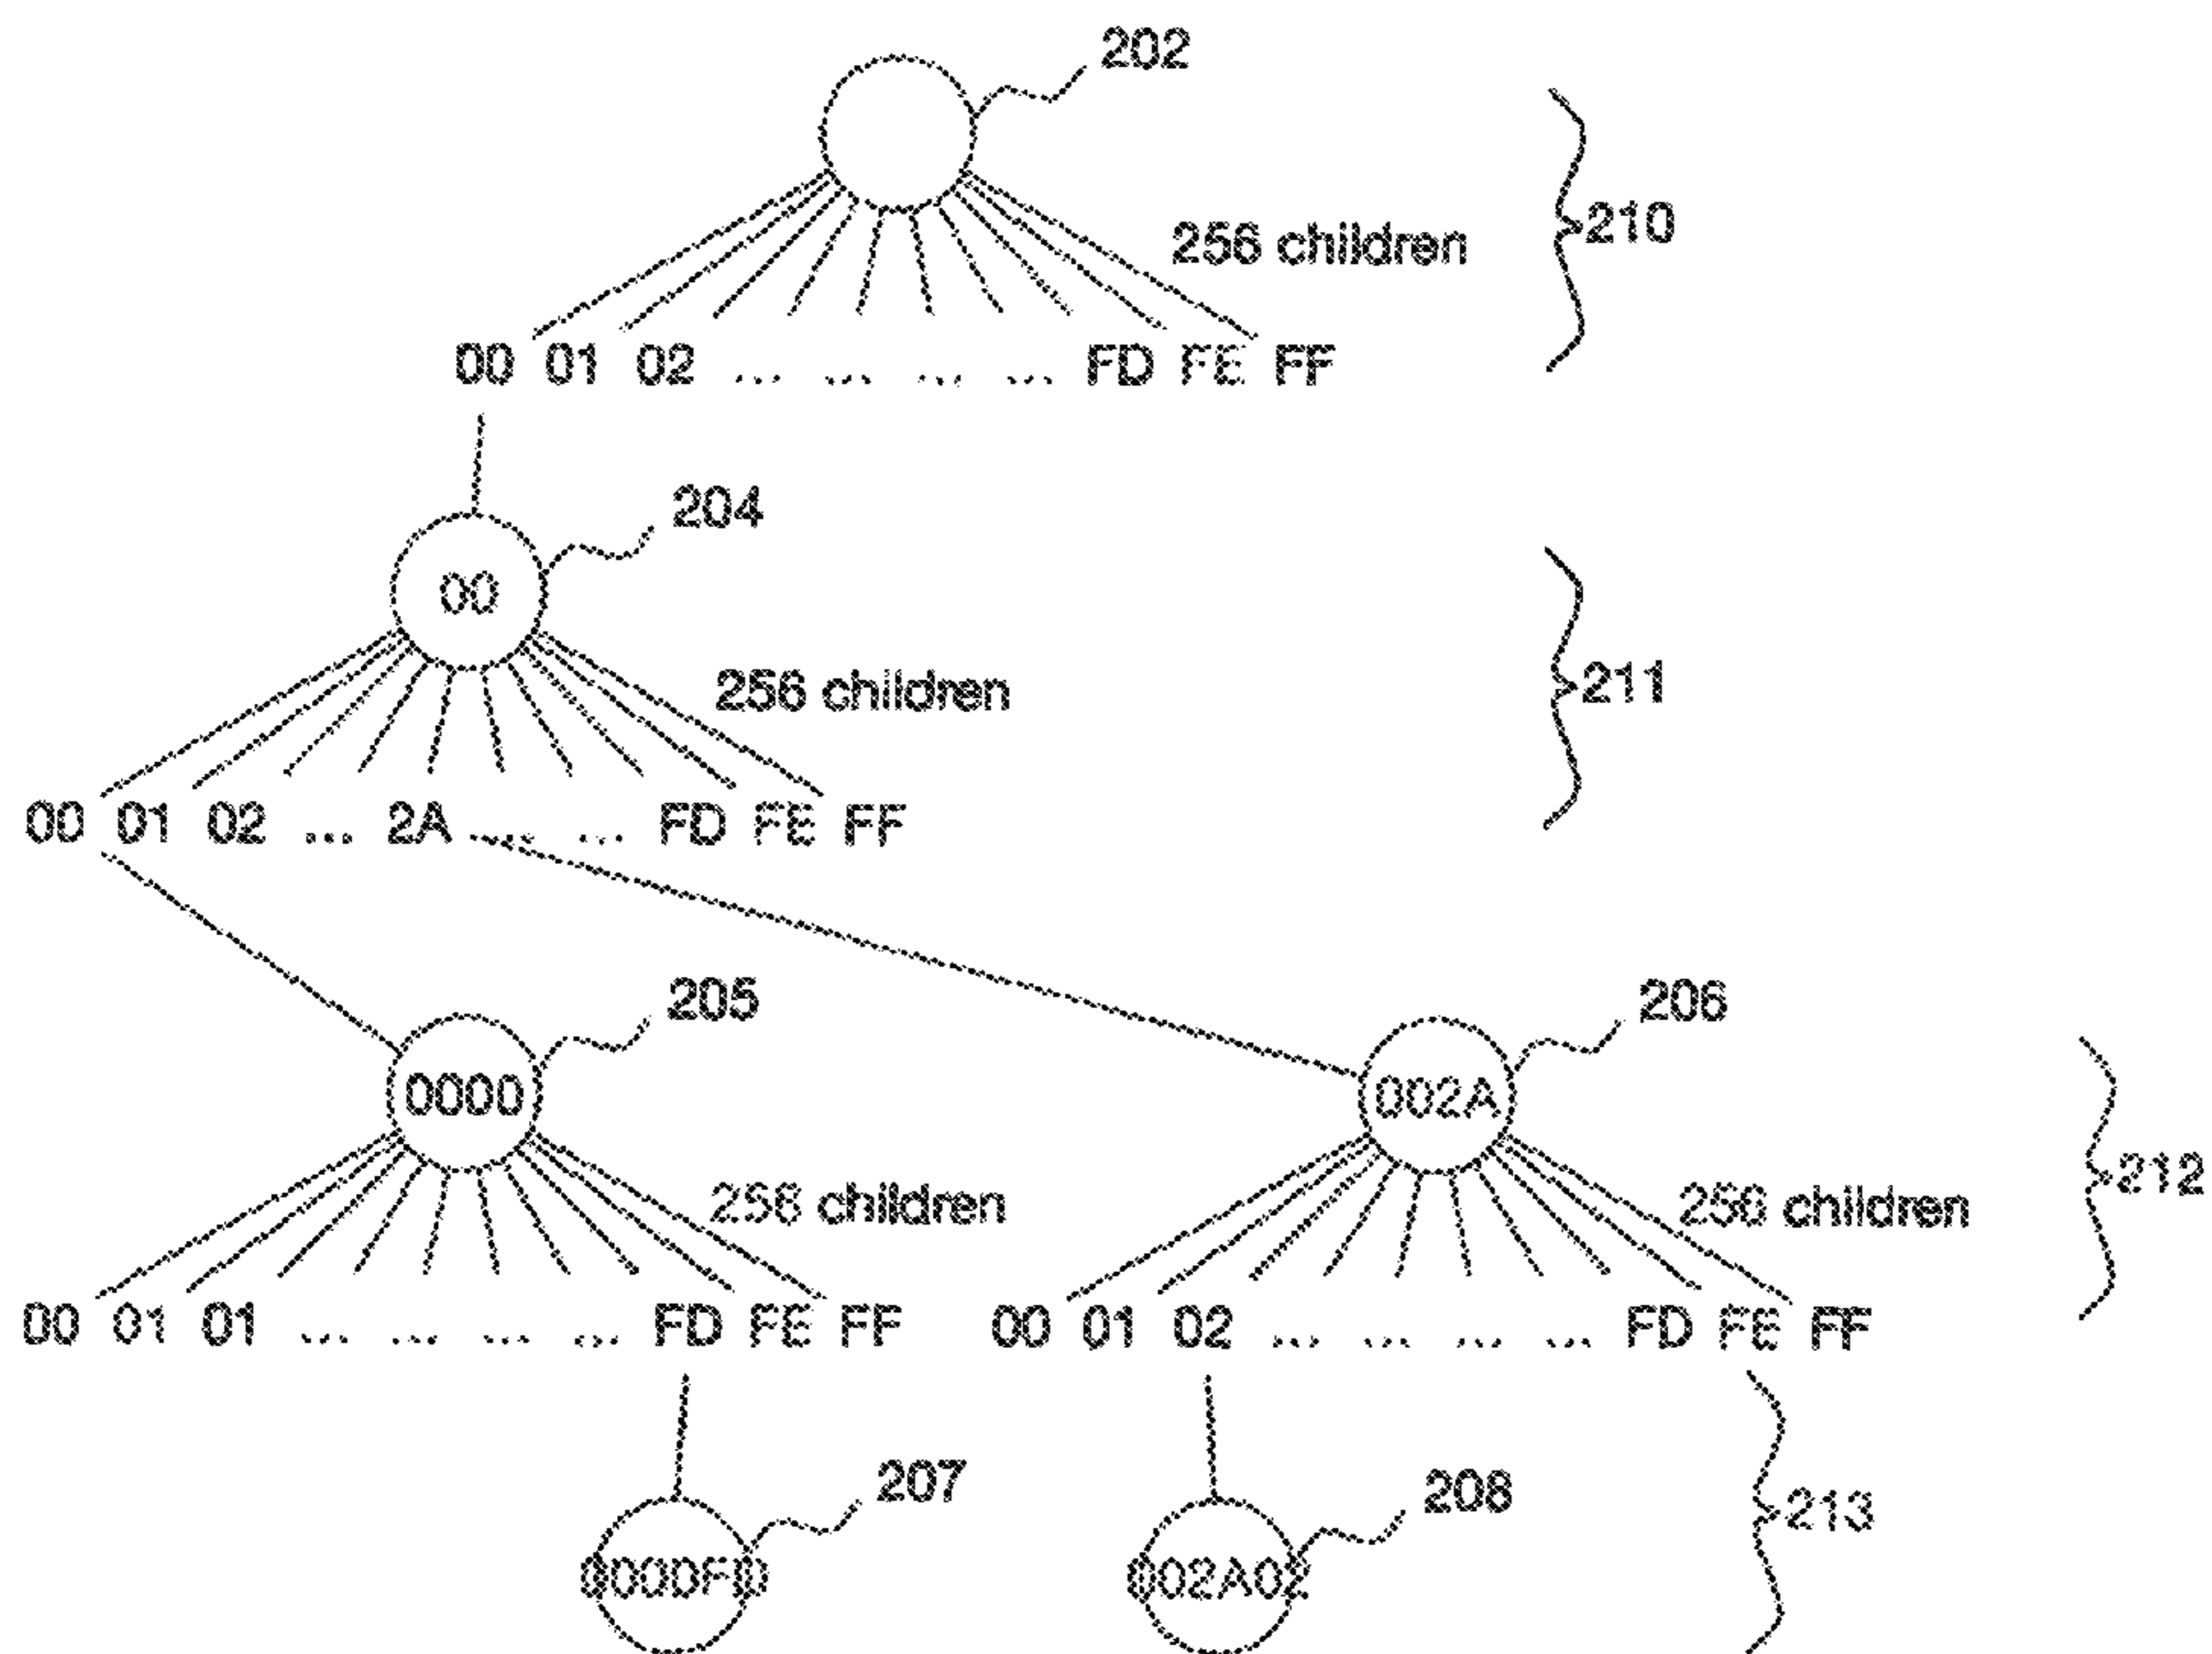 202
256 children
210
00 01 02 ... ... ... ... FD FE FF
204
00
256 children
211
00 01 02 ... 2A ... ... FD FE FF
205
206
0000
002A
256 children
256 children
212
00 01 01 ... ... ... ... FD FE FF
00 01 02 ... ... ... ... FD FE FF
207
208
213
0000FD
002A02